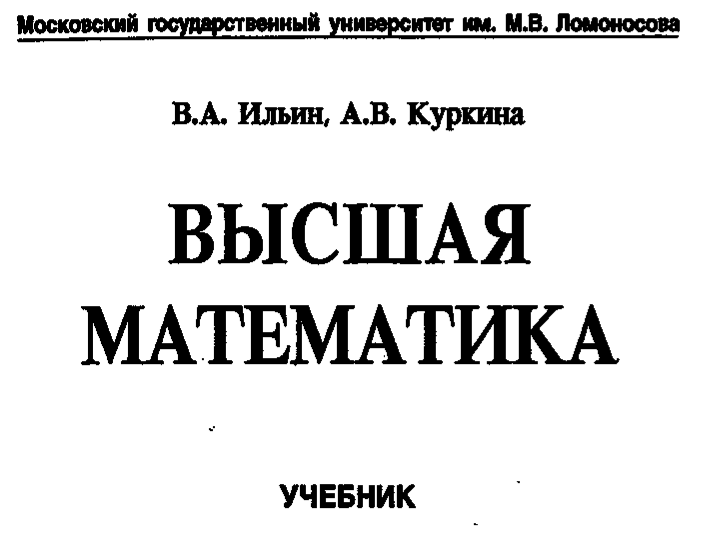 Московский государственный университет им. М.В. Ломоносова
В.А. Ильин, А.В. Куркина
ВЫСШАЯ
МАТЕМАТИКА
УЧЕБНИК